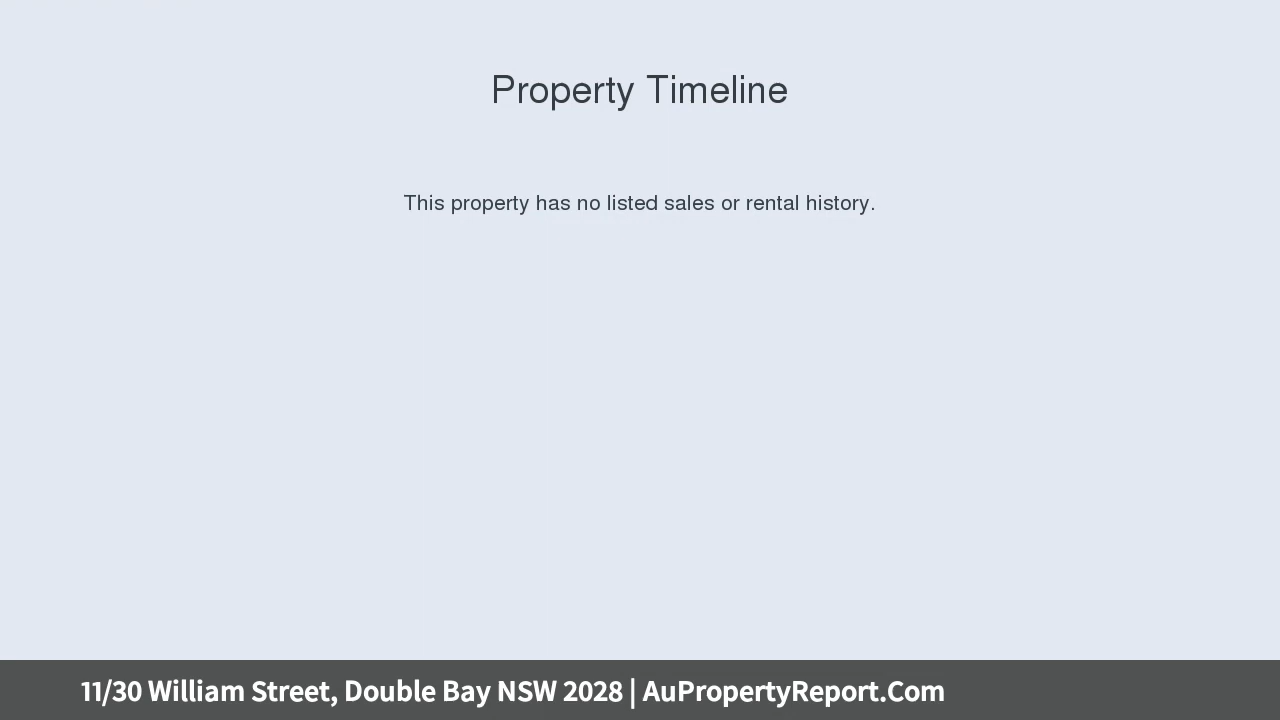 Property Timeline
This property has no listed sales or rental history.
11/30 William Street, Double Bay NSW 2028 | AuPropertyReport.Com